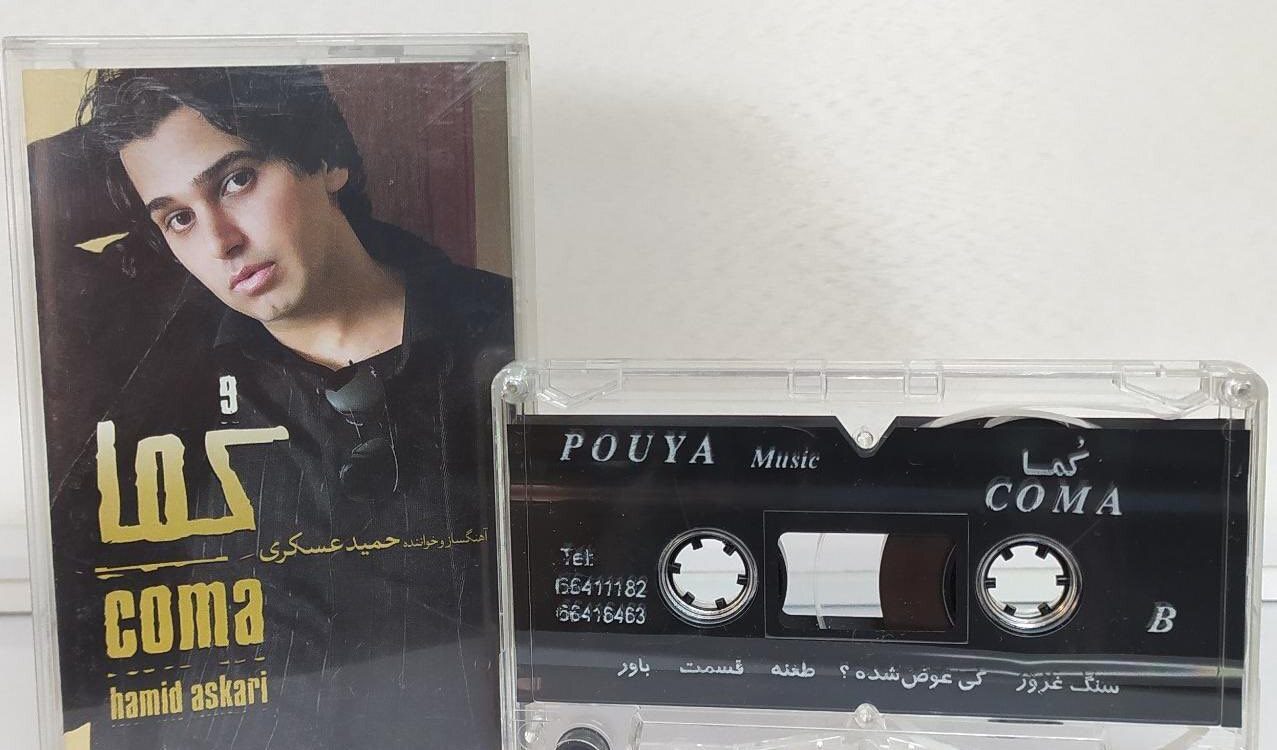 و
کما
آهنگساز و خواننده حمید عسکری
coma
hamid askari
POUYA Music
کُما
COMA
Tel:
66411182
66416463
B
سنگ غرور کی عوض شده ؟ طعنه قسمت باور